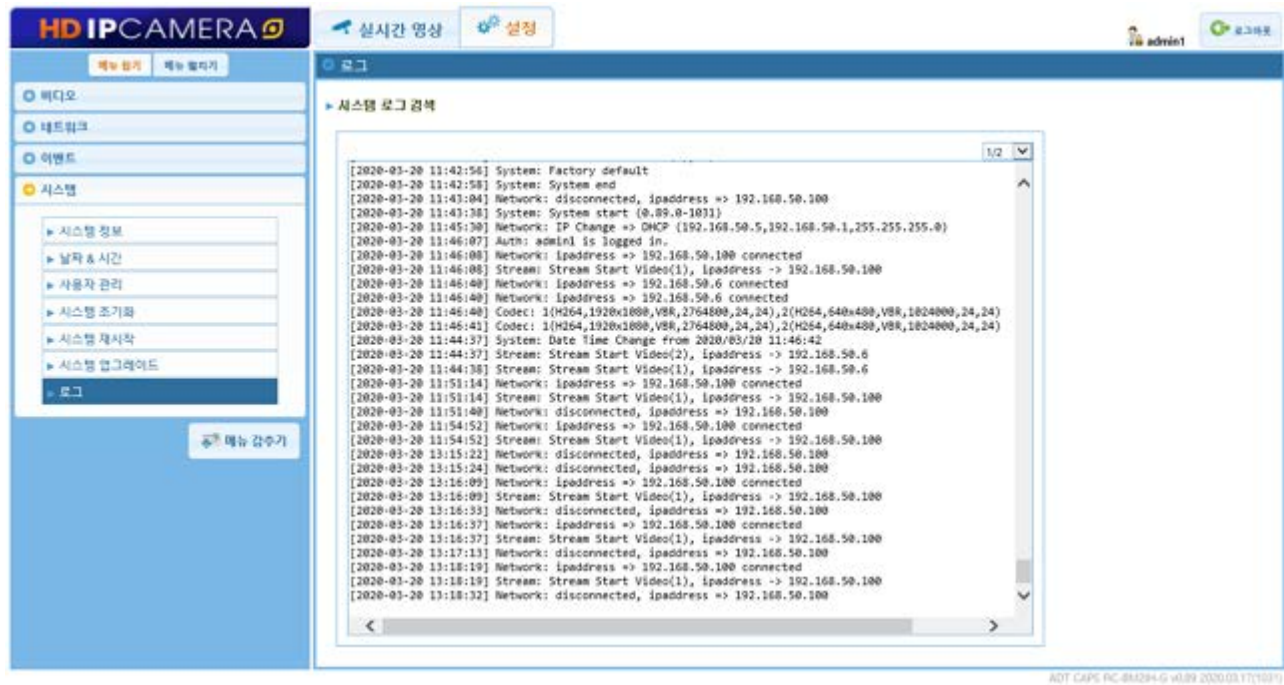 HD IPCAMERA
실시간 영상
설정
admin1
로그아웃
메뉴 접기
메뉴 펼치기
비디오
네트워크
이벤트
시스템
시스템 정보
날짜 & 시간
사용자 관리
시스템 초기화
시스템 재시작
시스템 업그레이드
로그
메뉴 감추기
로그
시스템 로그 검색
1/2
[2020-03-20 11:42:56] System: Factory default
[2020-03-20 11:42:58] System: System end
[2020-03-20 11:43:04] Network: disconnected, ipaddress => 192.168.50.100
[2020-03-20 11:43:38] System: System start (0.89.0-1031)
[2020-03-20 11:45:30] Network: IP Change => DHCP (192.168.50.5,192.168.50.1,255.255.255.0)
[2020-03-20 11:46:07] Auth: admin1 is logged in.
[2020-03-20 11:46:08] Network: ipaddress => 192.168.50.100 connected
[2020-03-20 11:46:08] Stream: Stream Start Video(1), ipaddress -> 192.168.50.100
[2020-03-20 11:46:40] Network: ipaddress => 192.168.50.6 connected
[2020-03-20 11:46:40] Network: ipaddress => 192.168.50.6 connected
[2020-03-20 11:46:40] Codec: 1(H264,1920x1080,VBR,2764800,24,24),2(H264,640x480,VBR,1024000,24,24)
[2020-03-20 11:46:41] Codec: 1(H264,1920x1080,VBR,2764800,24,24),2(H264,640x480,VBR,1024000,24,24)
[2020-03-20 11:44:37] System: Date Time Change from 2020/03/20 11:46:42
[2020-03-20 11:44:37] Stream: Stream Start Video(2), ipaddress -> 192.168.50.6
[2020-03-20 11:44:38] Stream: Stream Start Video(1), ipaddress -> 192.168.50.6
[2020-03-20 11:51:14] Network: ipaddress => 192.168.50.100 connected
[2020-03-20 11:51:14] Stream: Stream Start Video(1), ipaddress -> 192.168.50.100
[2020-03-20 11:51:40] Network: disconnected, ipaddress => 192.168.50.100
[2020-03-20 11:54:52] Network: ipaddress => 192.168.50.100 connected
[2020-03-20 11:54:52] Stream: Stream Start Video(1), ipaddress -> 192.168.50.100
[2020-03-20 13:15:22] Network: disconnected, ipaddress => 192.168.50.100
[2020-03-20 13:15:24] Network: disconnected, ipaddress => 192.168.50.100
[2020-03-20 13:16:09] Network: ipaddress => 192.168.50.100 connected
[2020-03-20 13:16:09] Stream: Stream Start Video(1), ipaddress -> 192.168.50.100
[2020-03-20 13:16:33] Network: disconnected, ipaddress => 192.168.50.100
[2020-03-20 13:16:37] Network: ipaddress => 192.168.50.100 connected
[2020-03-20 13:16:37] Stream: Stream Start Video(1), ipaddress -> 192.168.50.100
[2020-03-20 13:17:13] Network: disconnected, ipaddress => 192.168.50.100
[2020-03-20 13:18:19] Network: ipaddress => 192.168.50.100 connected
[2020-03-20 13:18:19] Stream: Stream Start Video(1), ipaddress -> 192.168.50.100
[2020-03-20 13:18:32] Network: disconnected, ipaddress => 192.168.50.100
ADT CAPS v0.89 2020.03.17(1031)